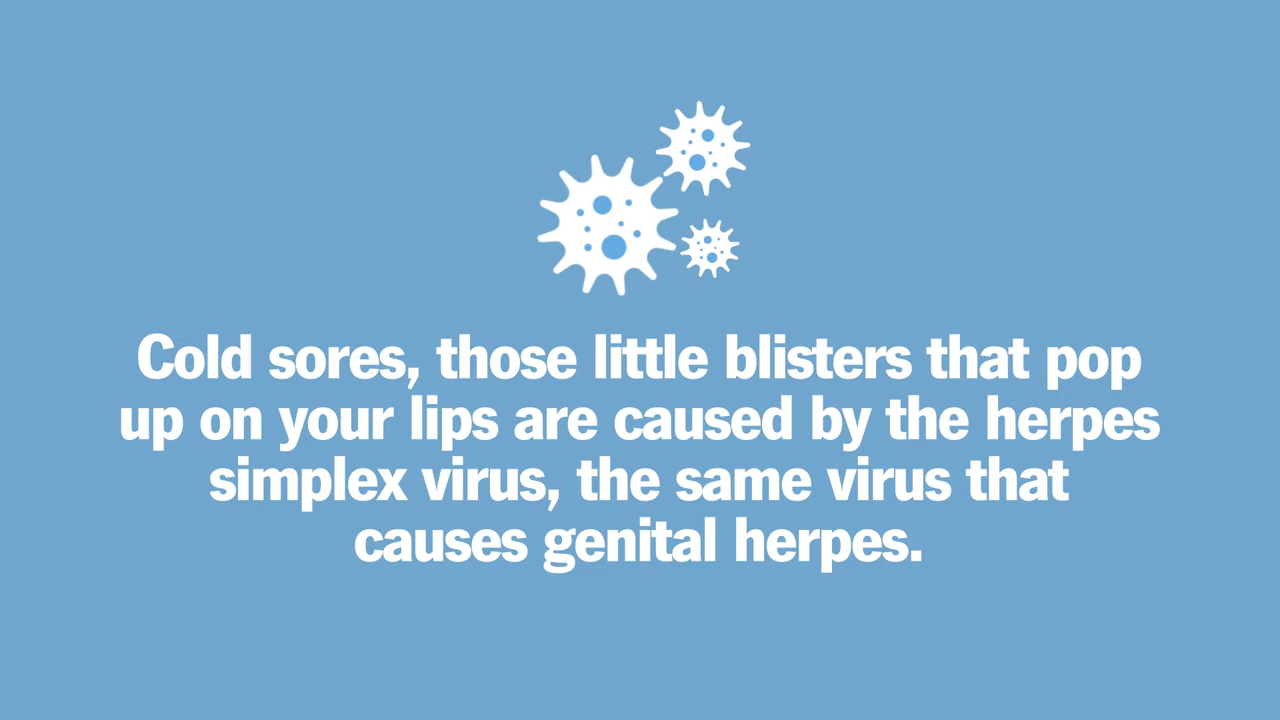 Cold sores, those little blisters that pop
up on your lips are caused by the herpes
simplex virus, the same virus that
causes genital herpes.